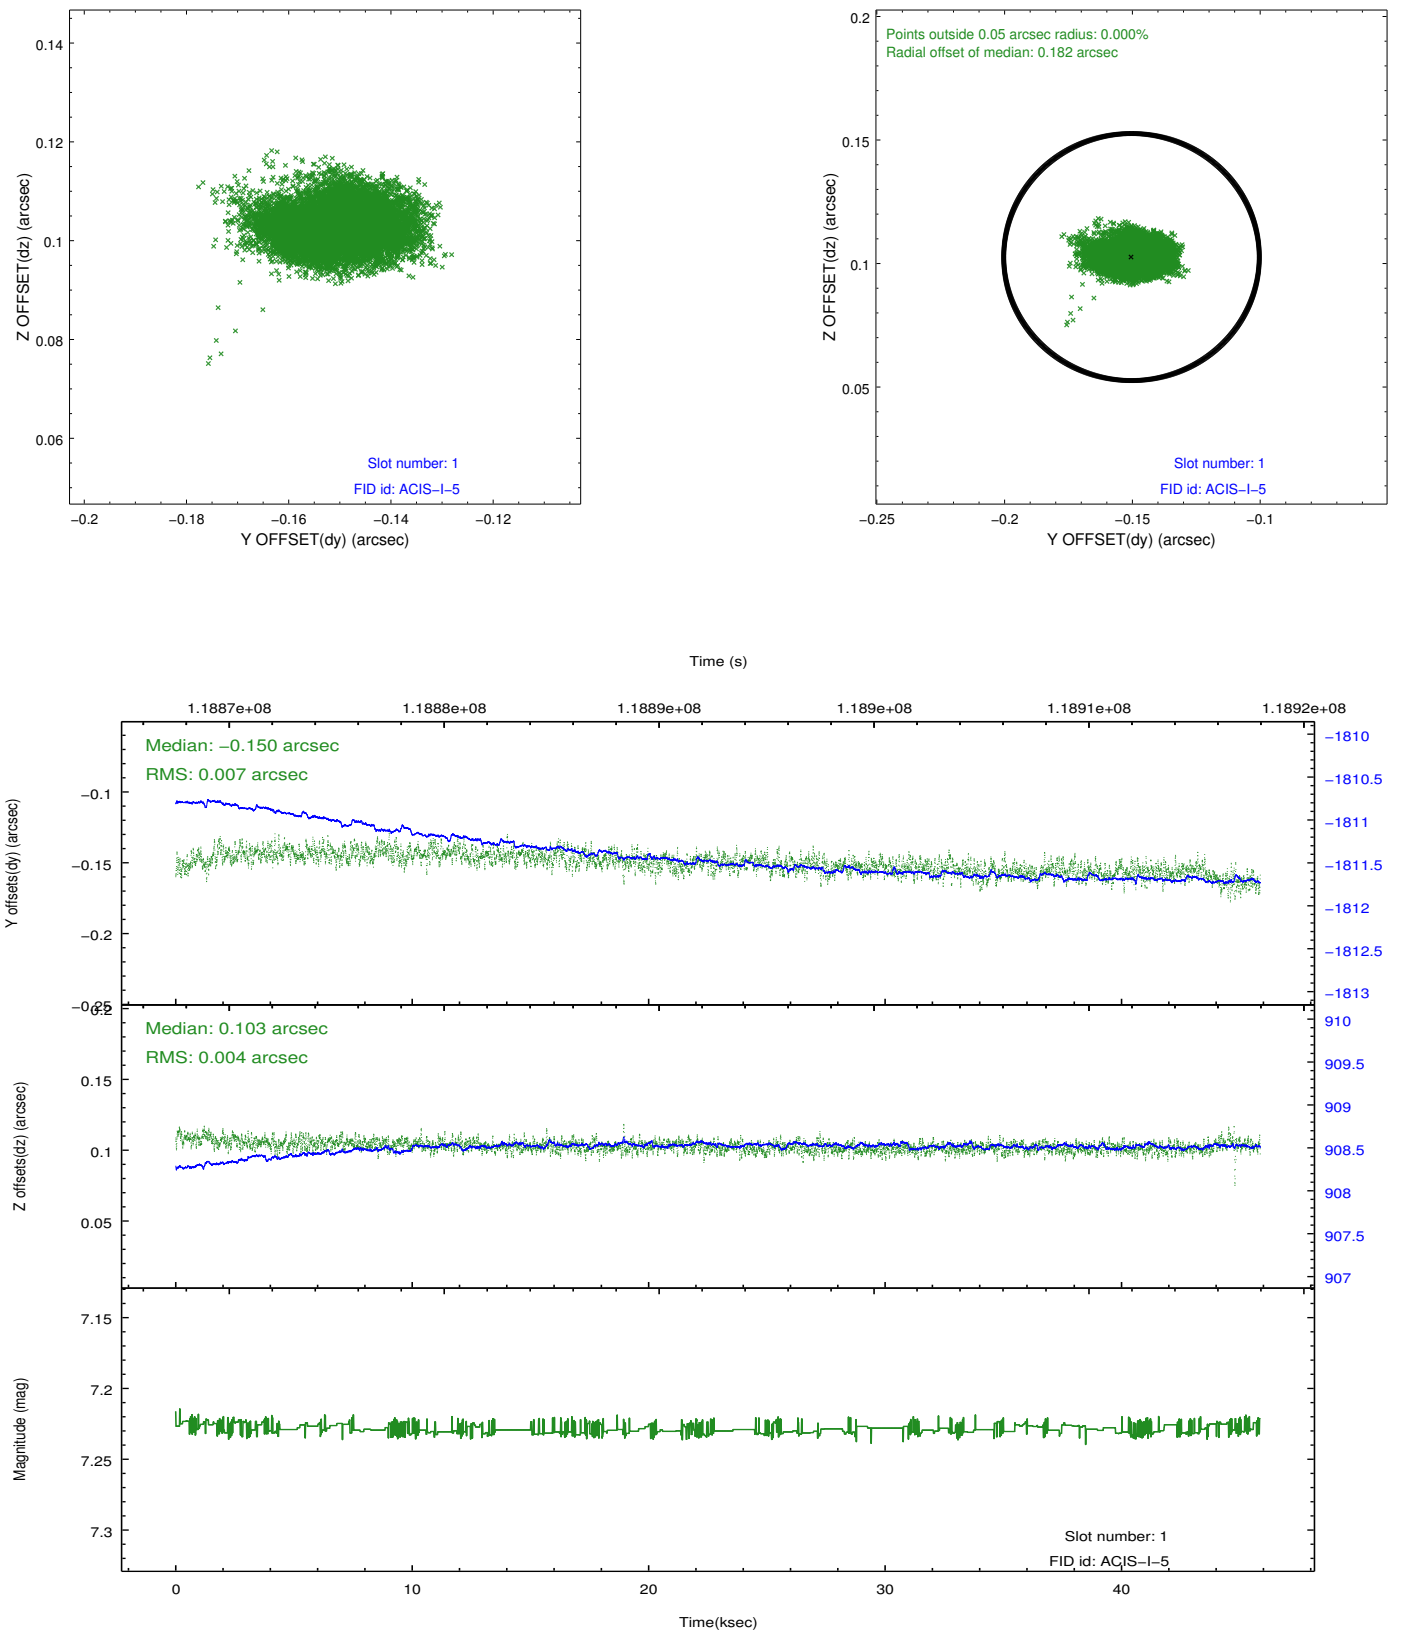 0.14
0.12
0.1
0.08
0.06
Z OFFSET(dz) (arcsec)
Slot number: 1
FID id: ACIS−I−5
−0.2
−0.18
−0.16
−0.14
−0.12
Y OFFSET(dy) (arcsec)
0.2
0.15
0.1
0.05
Z OFFSET(dz) (arcsec)
Points outside 0.05 arcsec radius: 0.000%
Radial offset of median: 0.182 arcsec
Slot number: 1
FID id: ACIS−I−5
−0.25
−0.2
−0.15
−0.1
Y OFFSET(dy) (arcsec)
Time (s)
1.1887e+08
1.1888e+08
1.1889e+08
1.189e+08
1.1891e+08
1.1892e+08
Median: −0.150 arcsec
RMS: 0.007 arcsec
Y offsets(dy) (arcsec)
−0.1
−0.15
−0.2
−0.25
−1810
−1810.5
−1811
−1811.5
−1812
−1812.5
−1813
Median: 0.103 arcsec
RMS: 0.004 arcsec
Z offsets(dz) (arcsec)
0.2
0.15
0.1
0.05
910
909.5
909
908.5
908
907.5
907
Magnitude (mag)
7.15
7.2
7.25
7.3
Slot number: 1
FID id: ACIS−I−5
0
10
20
30
40
Time(ksec)